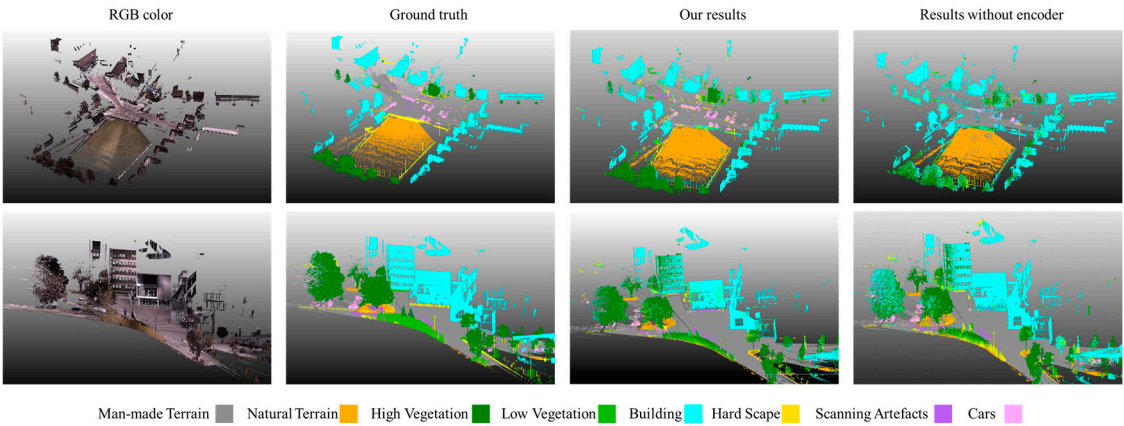 RGB color Ground truth Our results Results without encoder
Man-made Terrain Natural Terrain High Vegetation Low Vegetation Building Hard Scape Scanning Artefacts Cars